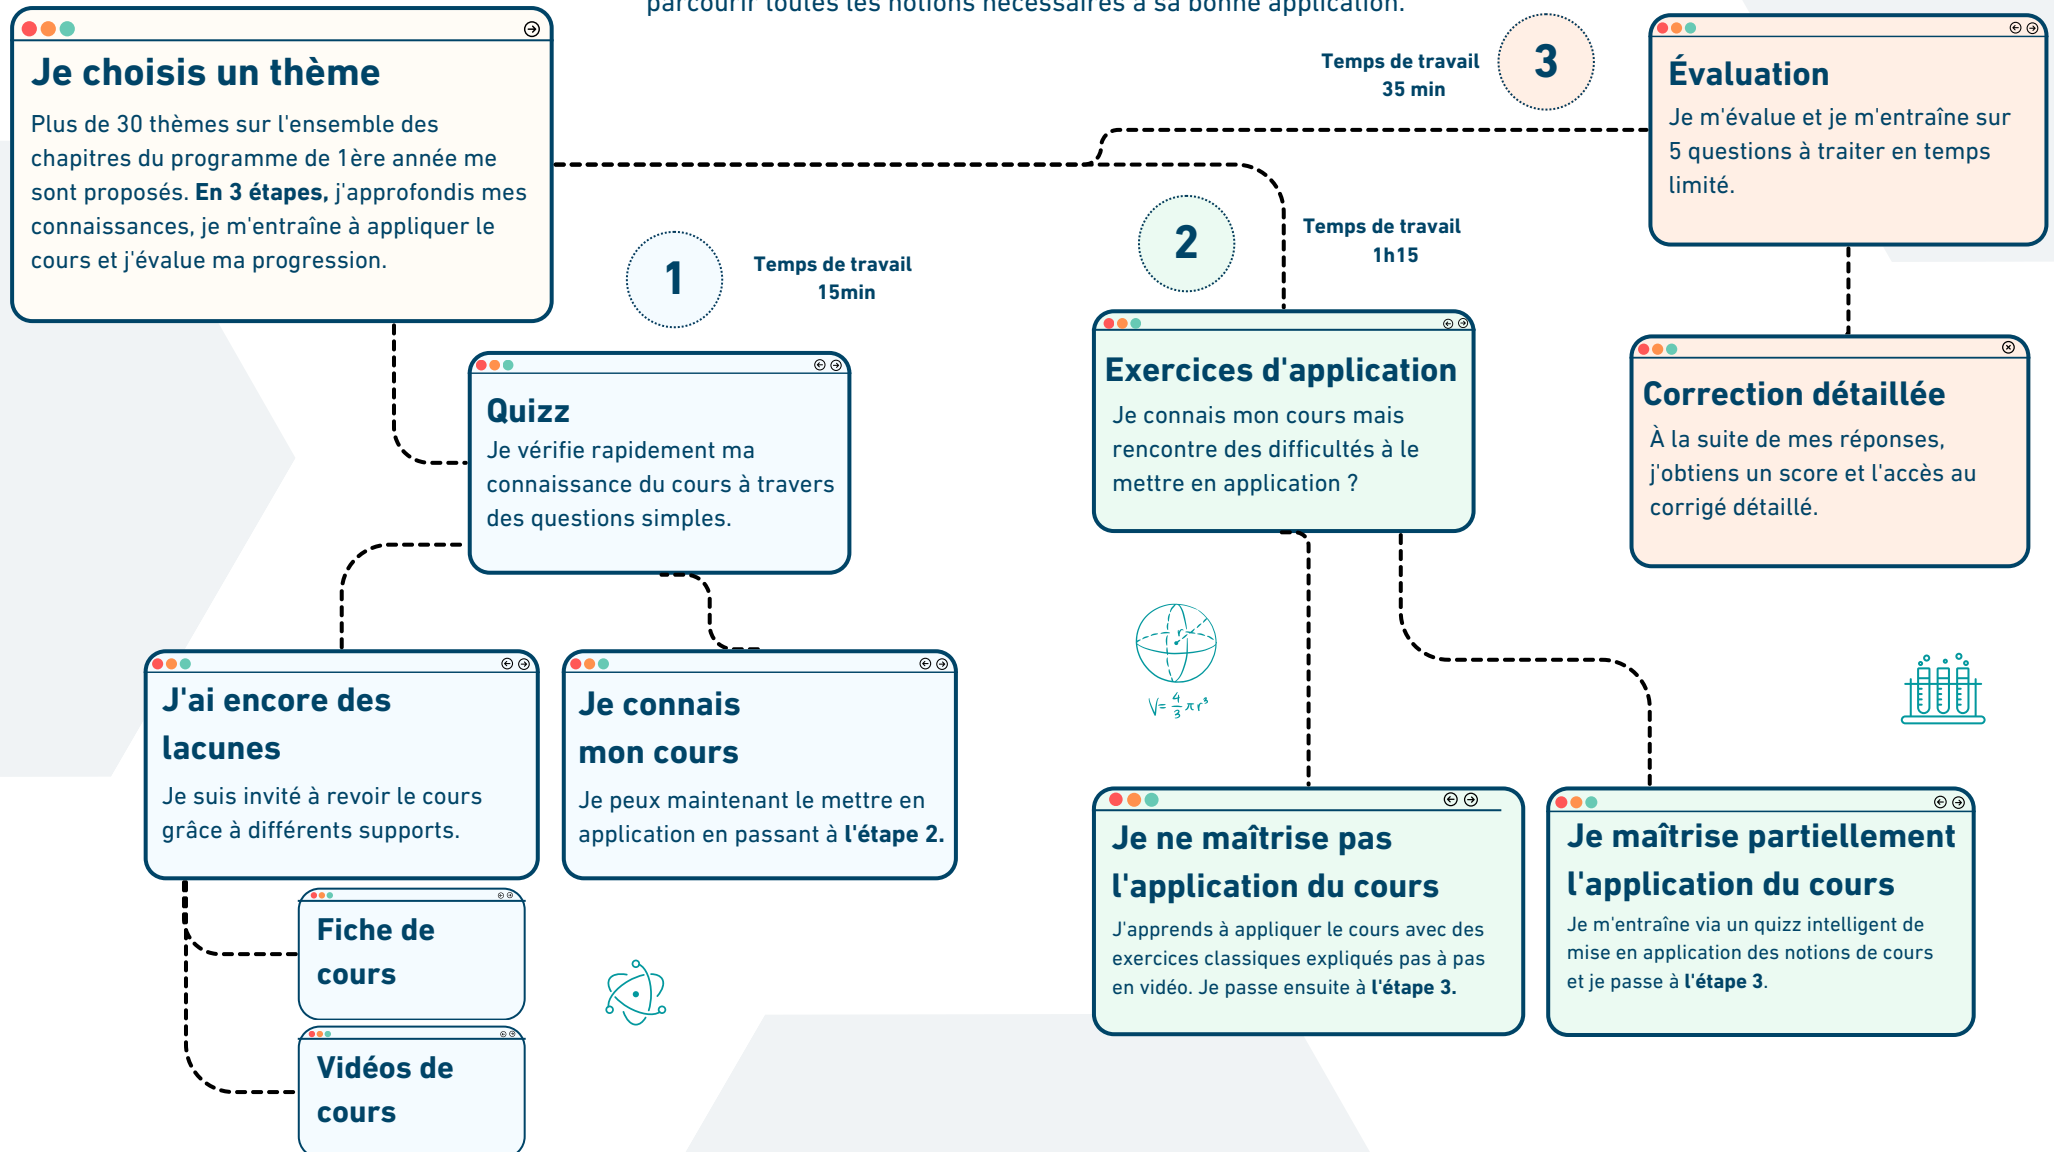 parcourir toutes les notions nécessaires à sa bonne application.
Je choisis un thème
Plus de 30 thèmes sur l'ensemble des
chapitres du programme de 1ère année me
sont proposés. En 3 étapes, j'approfondis mes
connaissances, je m'entraîne à appliquer le
cours et j'évalue ma progression.
1
Temps de travail
15min
Quizz
Je vérifie rapidement ma
connaissance du cours à travers
des questions simples.
J'ai encore des
lacunes
Je suis invité à revoir le cours
grâce à différents supports.
Fiche de
cours
Vidéos de
cours
Je connais
mon cours
Je peux maintenant le mettre en
application en passant à l'étape 2.
2
Temps de travail
1h15
Exercices d'application
Je connais mon cours mais
rencontre des difficultés à le
mettre en application ?
r
V= 4/3 π r³
Je ne maîtrise pas
l'application du cours
J'apprends à appliquer le cours avec des
exercices classiques expliqués pas à pas
en vidéo. Je passe ensuite à l'étape 3.
Je maîtrise partiellement
l'application du cours
Je m'entraîne via un quizz intelligent de
mise en application des notions de cours
et je passe à l'étape 3.
Temps de travail
35 min
3
Évaluation
Je m'évalue et je m'entraîne sur
5 questions à traiter en temps
limité.
Correction détaillée
À la suite de mes réponses,
j'obtiens un score et l'accès au
corrigé détaillé.